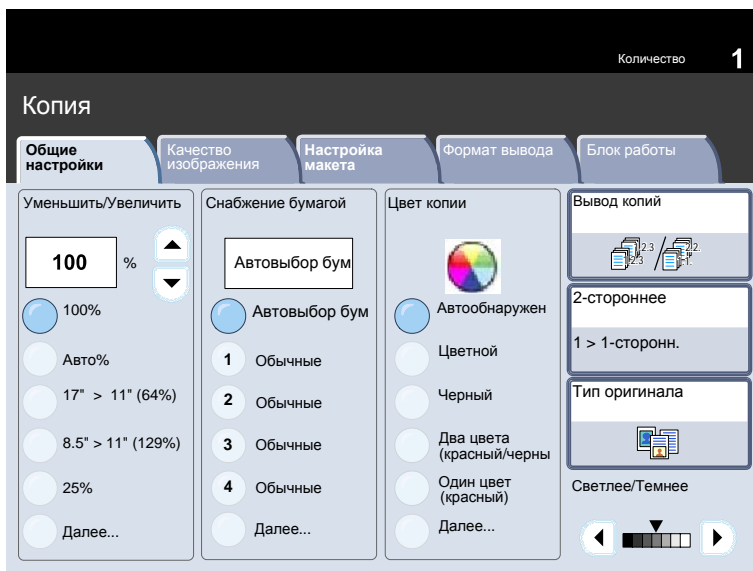 Количество 1
Копия
Общие настройки
Качество изображения
Настройка макета
Формат вывода
Блок работы
Уменьшить/Увеличить
100 %
100%
Авто%
17" > 11" (64%)
8.5" > 11" (129%)
25%
Далее...
Снабжение бумагой
Автовыбор бум
Автовыбор бум
1 Обычные
2 Обычные
3 Обычные
4 Обычные
Далее...
Цвет копии
Автообнаружен
Цветной
Черный
Два цвета
(красный/черны
Один цвет
(красный)
Далее...
Вывод копий
2-стороннее
1 > 1-сторонн.
Тип оригинала
Светлее/Темнее